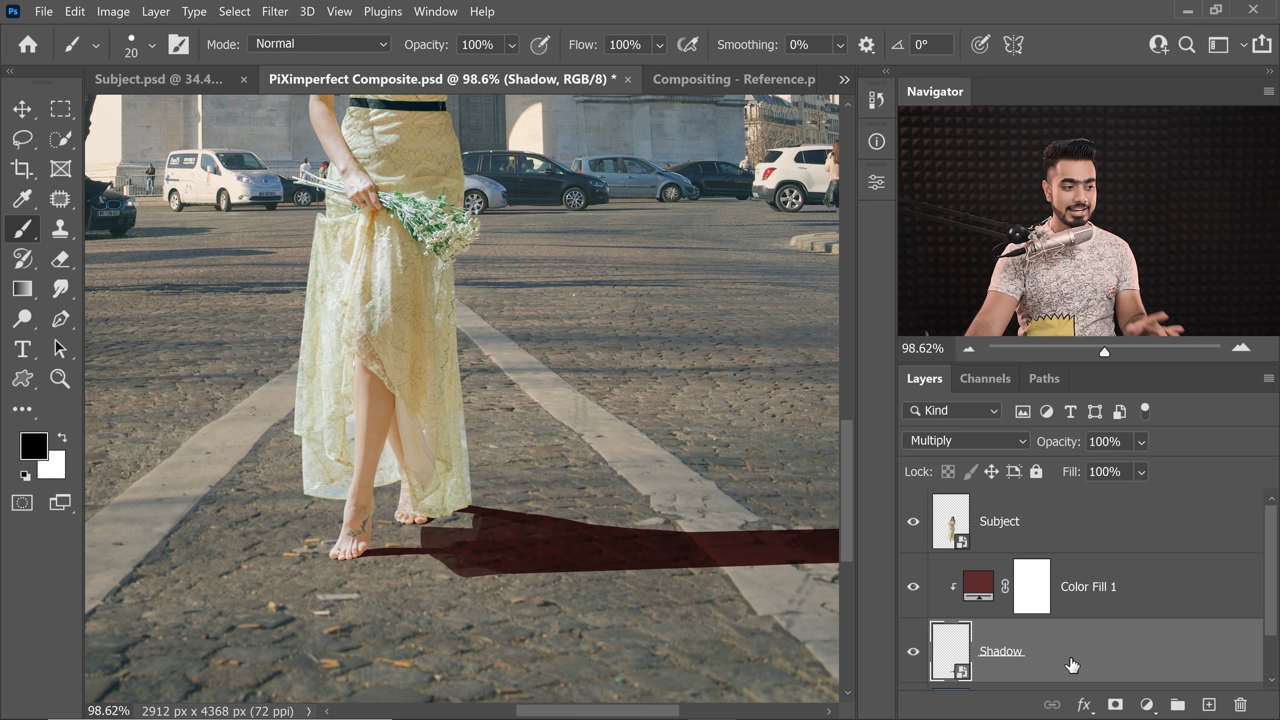 Ps File Edit Image Layer Type Select Filter 3D View Plugins Window Help
20 Mode: Normal Opacity: 100% Flow: 100% Smoothing: 0% 0°
Subject.psd @ 34.4... × PiXimperfect Composite.psd @ 98.6% (Shadow, RGB/8) * × Compositing - Reference.p
Navigator
98.62%
Layers Channels Paths
Kind
Multiply Opacity: 100%
Lock: Fill: 100%
Subject
Color Fill 1
Shadow
98.62% 2912 px x 4368 px (72 ppi)
fx